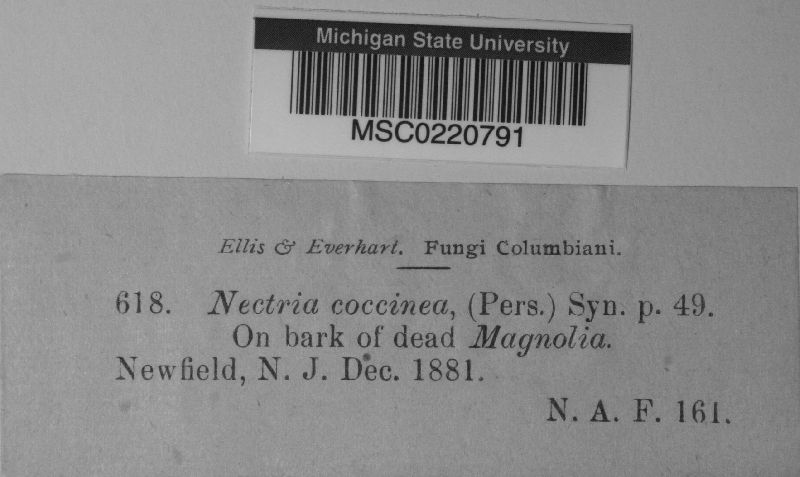 Michigan State University
MSC0220791
Ellis & Everhart. Fungi Columbiani.
618. Nectria coccinea, (Pers.) Syn. p. 49.
On bark of dead Magnolia.
Newfield, N. J. Dec. 1881.
N. A. F. 161.